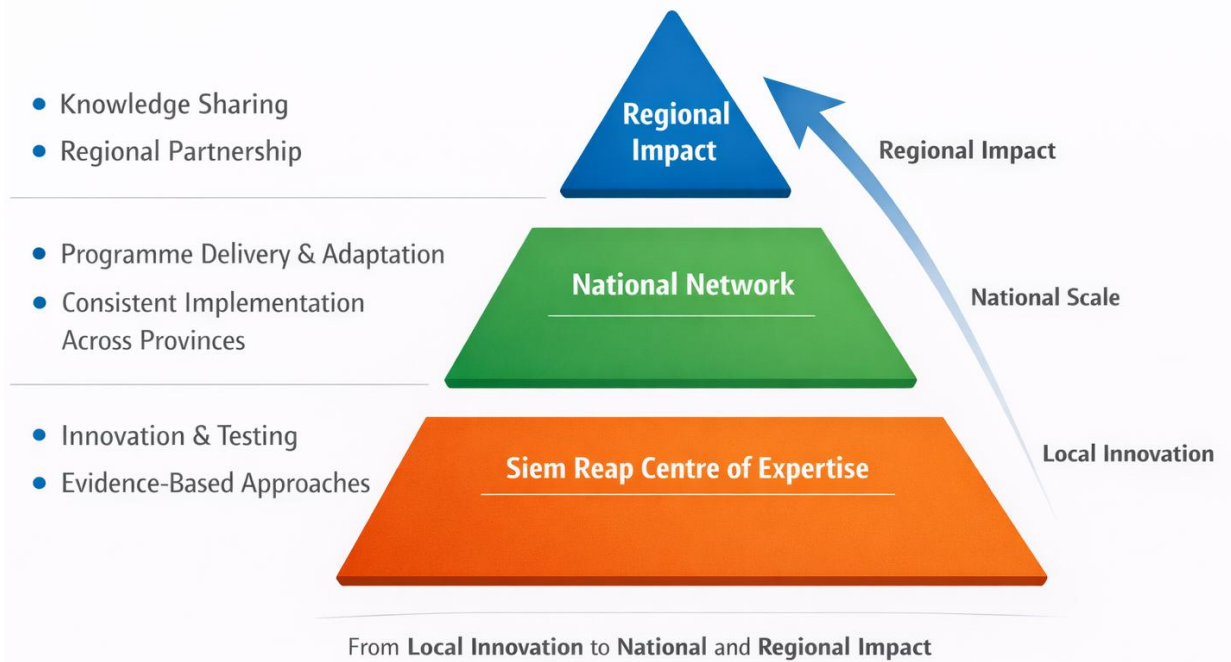 Knowledge Sharing
Regional Partnership
Regional
Impact
Regional Impact
Programme Delivery & Adaptation
Consistent Implementation
Across Provinces
National Network
National Scale
Innovation & Testing
Evidence-Based Approaches
Siem Reap Centre of Expertise
Local Innovation
From Local Innovation to National and Regional Impact